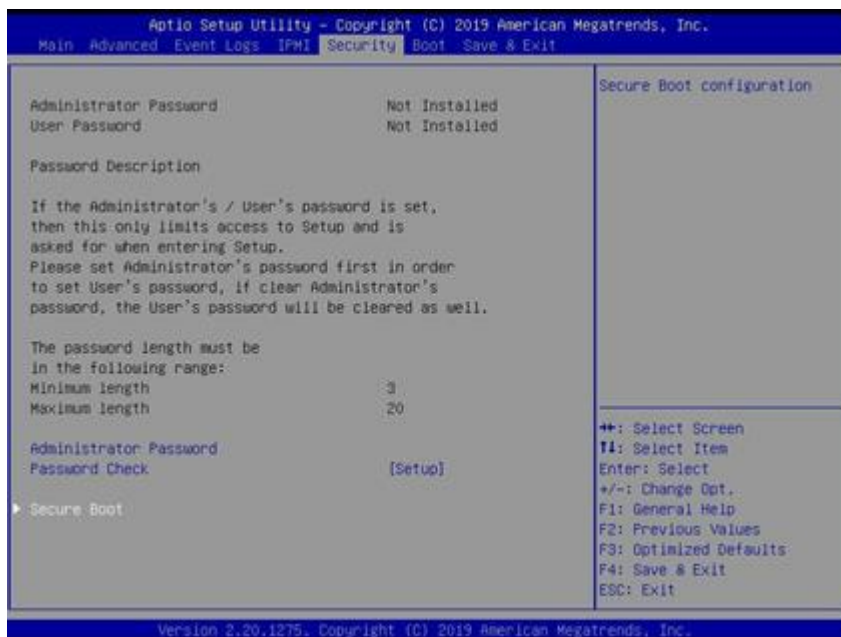 Aptio Setup Utility – Copyright (C) 2019 American Megatrends, Inc.
Main Advanced Event Logs IPMI Security Boot Save & Exit
Administrator Password Not Installed
User Password Not Installed
Password Description
If the Administrator's / User's password is set,
then this only limits access to Setup and is
asked for when entering Setup.
Please set Administrator's password first in order
to set User's password, if clear Administrator's
password, the User's password will be cleared as well.
The password length must be
in the following range:
Minimum length 3
Maximum length 20
Administrator Password
Password Check [Setup]
Secure Boot
Secure Boot configuration
→←: Select Screen
↑↓: Select Item
Enter: Select
+/-: Change Opt.
F1: General Help
F2: Previous Values
F3: Optimized Defaults
F4: Save & Exit
ESC: Exit
Version 2.20.1275. Copyright (C) 2019 American Megatrends, Inc.